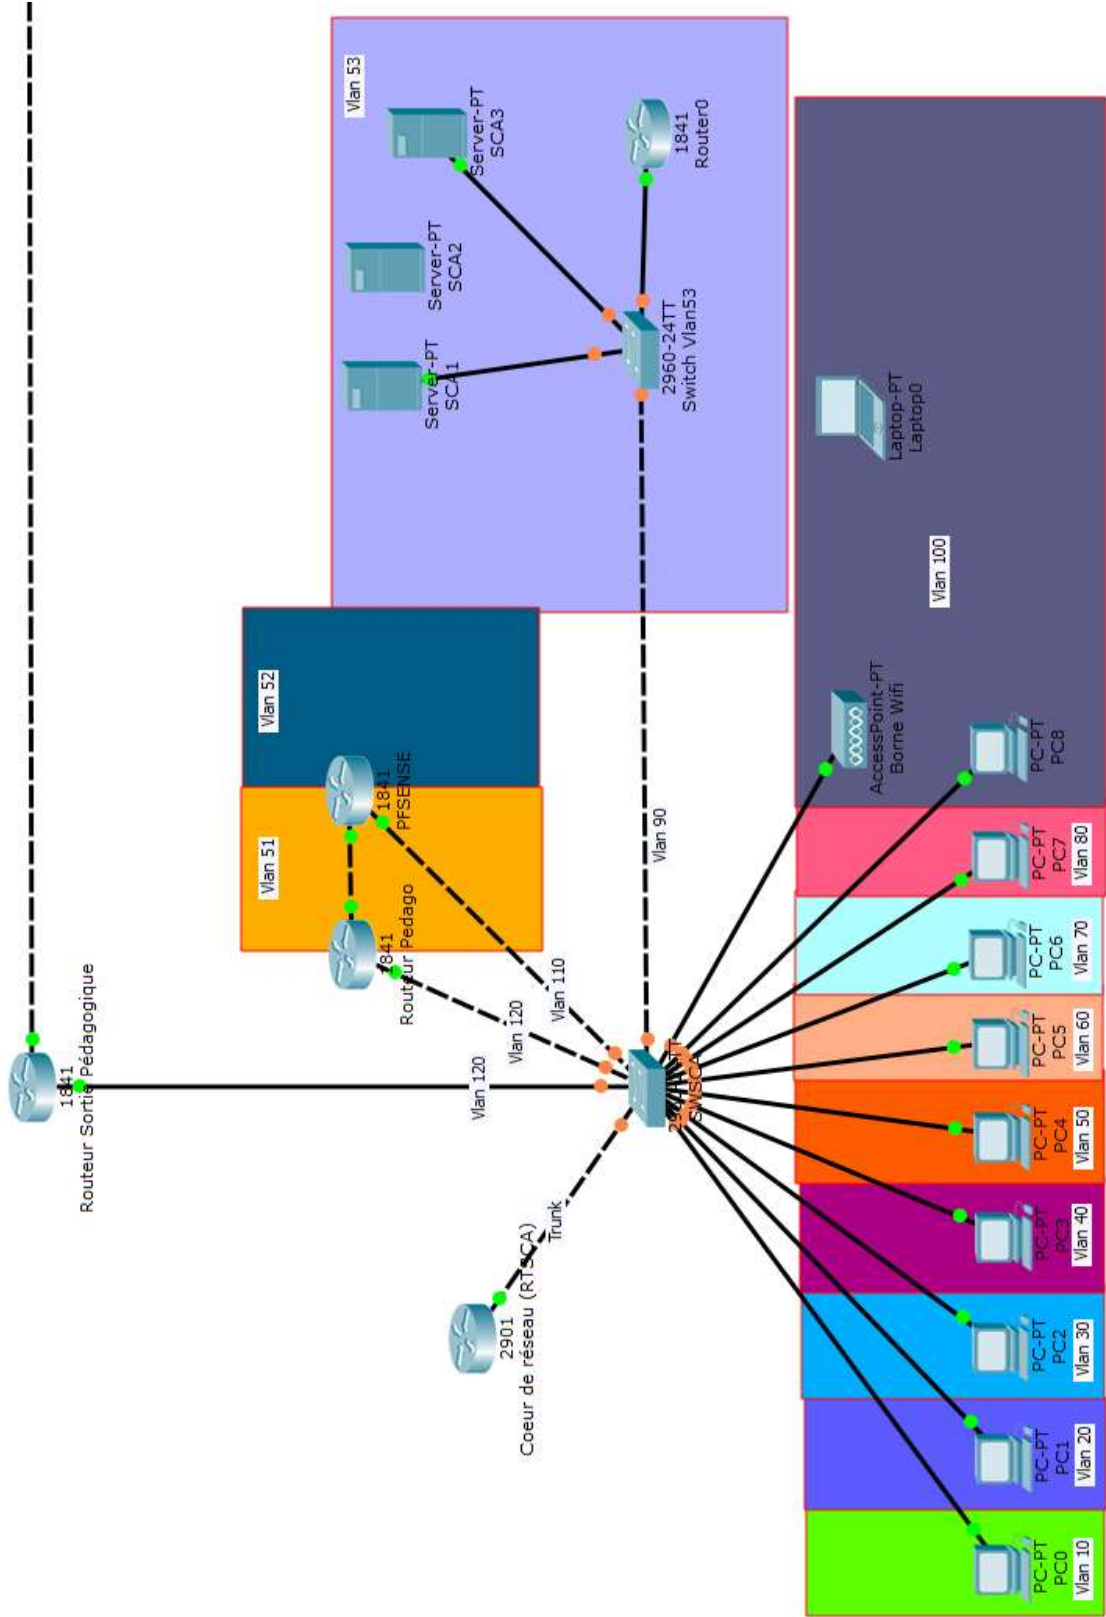 1841
Routeur Sortie Pédagogique
Vlan 51
Vlan 52
Vlan 53
1841
Routeur Pedago
1841
PFSENSE
Server-PT
SCA1
Server-PT
SCA2
Server-PT
SCA3
Vlan 120
Vlan 120
Vlan 110
2901
Coeur de réseau (RTSCA)
Trunk
Vlan 90
SWSCA
2960-24TT
Switch Vlan53
1841
Router0
AccessPoint-PT
Borne Wifi
Laptop-PT
Laptop0
Vlan 100
PC-PT
PC0
Vlan 10
PC-PT
PC1
Vlan 20
PC-PT
PC2
Vlan 30
PC-PT
PC3
Vlan 40
PC-PT
PC4
Vlan 50
PC-PT
PC5
Vlan 60
PC-PT
PC6
Vlan 70
PC-PT
PC7
Vlan 80
PC-PT
PC8